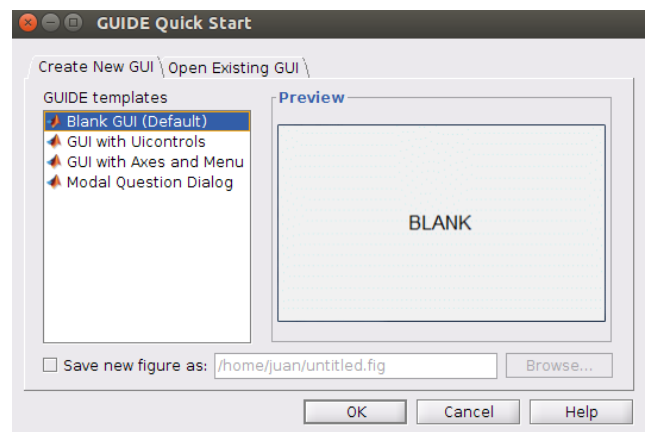 GUIDE Quick Start
Create New GUI Open Existing GUI
GUIDE templates
Preview
Blank GUI (Default)
GUI with Uicontrols
GUI with Axes and Menu
Modal Question Dialog
BLANK
Save new figure as: /home/juan/untitled.fig Browse...
OK Cancel Help